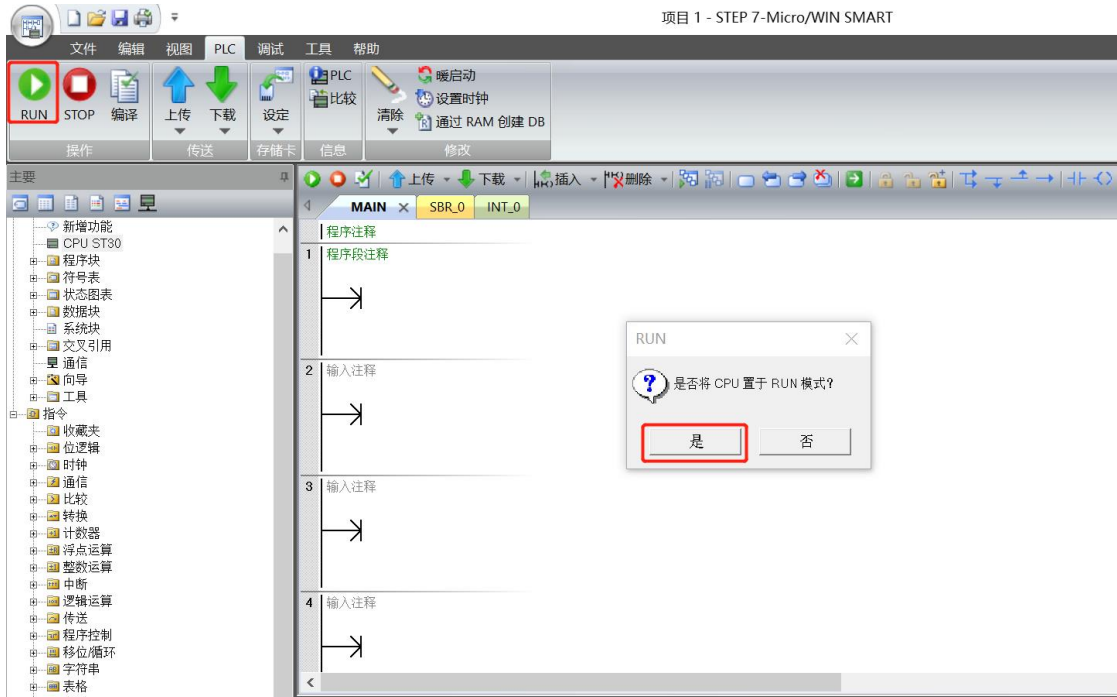 项目 1 - STEP 7-Micro/WIN SMART
文件 编辑 视图 PLC 调试 工具 帮助
RUN STOP 编译 上传 下载 设定 PLC 比较 清除 暖启动 设置时钟 通过 RAM 创建 DB
操作 传送 存储卡 信息 修改
主要
上传 下载 插入 删除
MAIN SBR_0 INT_0
新增功能
CPU ST30
程序块
符号表
状态图表
数据块
系统块
交叉引用
通信
向导
工具
指令
收藏夹
位逻辑
时钟
通信
比较
转换
计数器
浮点运算
整数运算
中断
逻辑运算
传送
程序控制
移位/循环
字符串
表格
程序注释
1 程序段注释
2 输入注释
3 输入注释
4 输入注释
RUN
是否将 CPU 置于 RUN 模式?
是 否